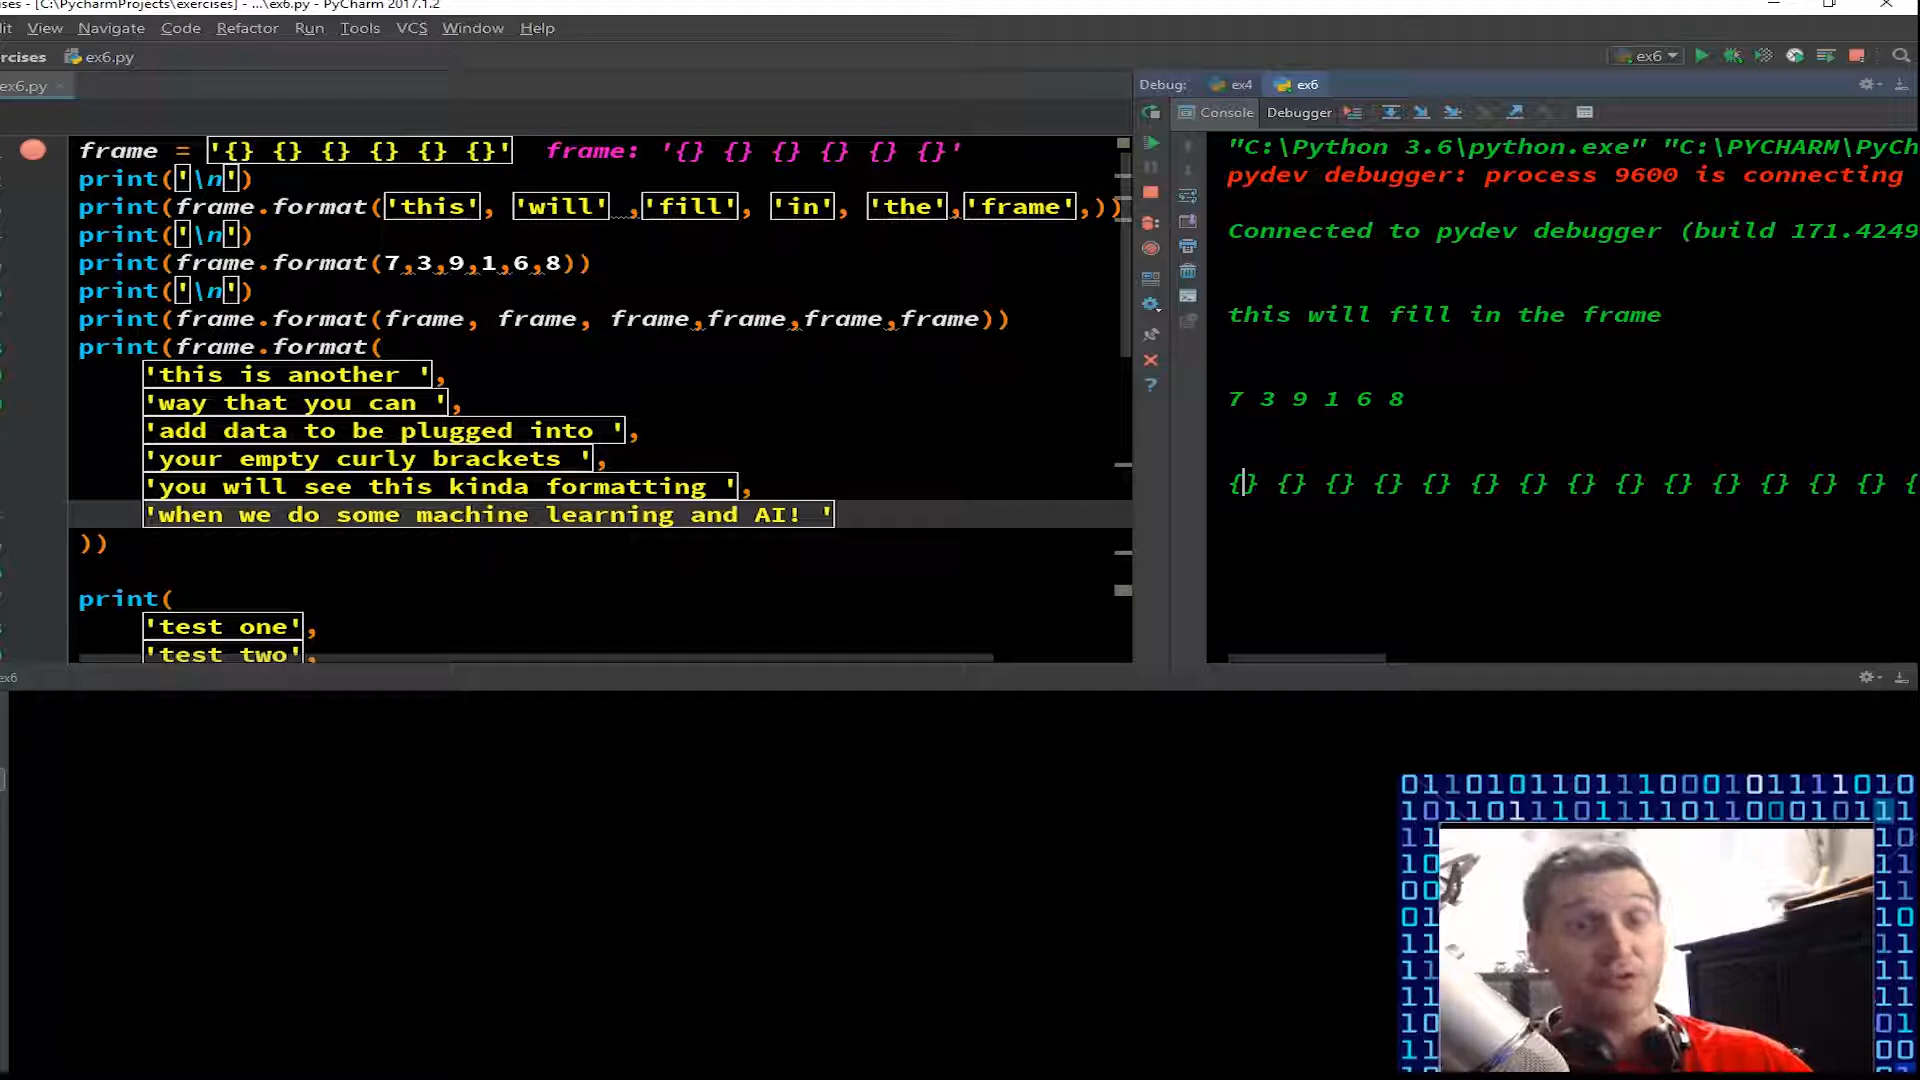 ises - [C:\PycharmProjects\exercises] - ...\ex6.py - PyCharm 2017.1.2
it View Navigate Code Refactor Run Tools VCS Window Help
rcises ex6.py
ex6
ex6.py
Debug: ex4 ex6
Console Debugger
frame = '{} {} {} {} {} {}' frame: '{} {} {} {} {} {}'
print('\n')
print(frame.format('this', 'will' ,'fill', 'in', 'the','frame',))
print('\n')
print(frame.format(7,3,9,1,6,8))
print('\n')
print(frame.format(frame, frame, frame,frame,frame,frame))
print(frame.format(
'this is another ',
'way that you can ',
'add data to be plugged into ',
'your empty curly brackets ',
'you will see this kinda formatting ',
'when we do some machine learning and AI! '
))
print(
'test one',
'test two',
"C:\Python 3.6\python.exe" "C:\PYCHARM\PyCh
pydev debugger: process 9600 is connecting
Connected to pydev debugger (build 171.4249
this will fill in the frame
7 3 9 1 6 8
{} {} {} {} {} {} {} {} {} {} {} {} {} {} {
ex6